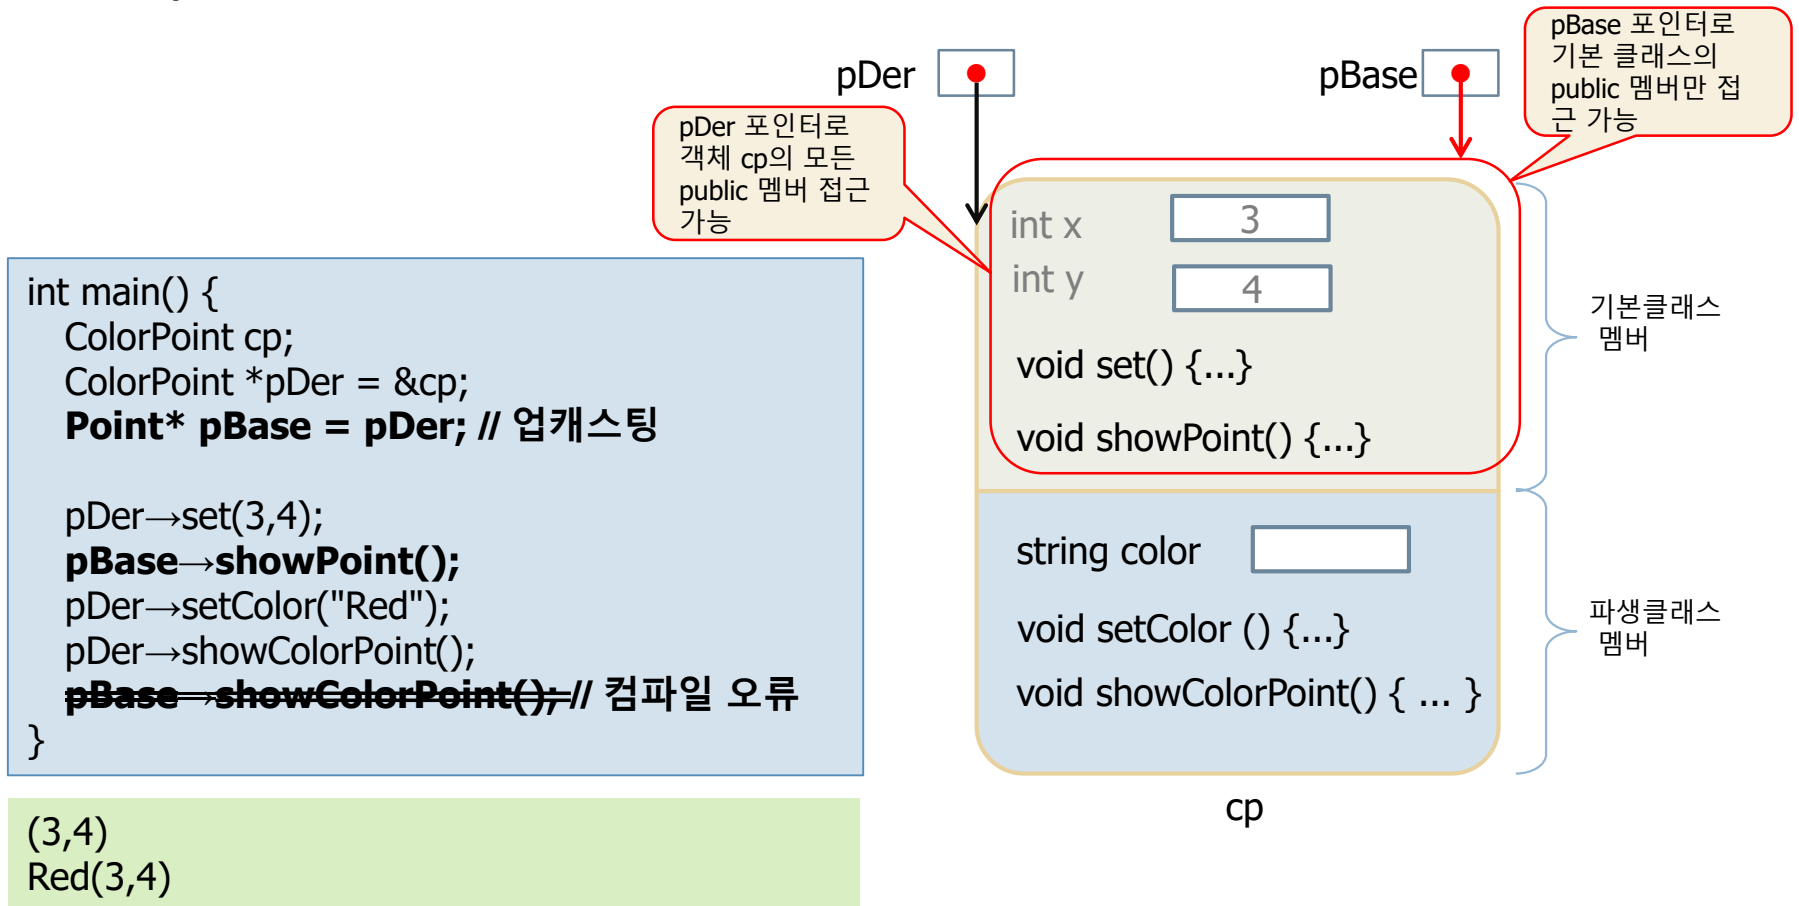 pBase 포인터로
기본 클래스의
public 멤버만 접
근 가능
pDer
pBase
pDer 포인터로
객체 cp의 모든
public 멤버 접근
가능
int main() {
ColorPoint cp;
ColorPoint *pDer = &cp;
Point* pBase = pDer; // 업캐스팅
pDer→set(3,4);
pBase→showPoint();
pDer→setColor("Red");
pDer→showColorPoint();
pBase→showColorPoint(); // 컴파일 오류
}
(3,4)
Red(3,4)
int x
3
int y
4
void set() {...}
void showPoint() {...}
string color
void setColor () {...}
void showColorPoint() { ... }
cp
기본클래스
멤버
파생클래스
멤버